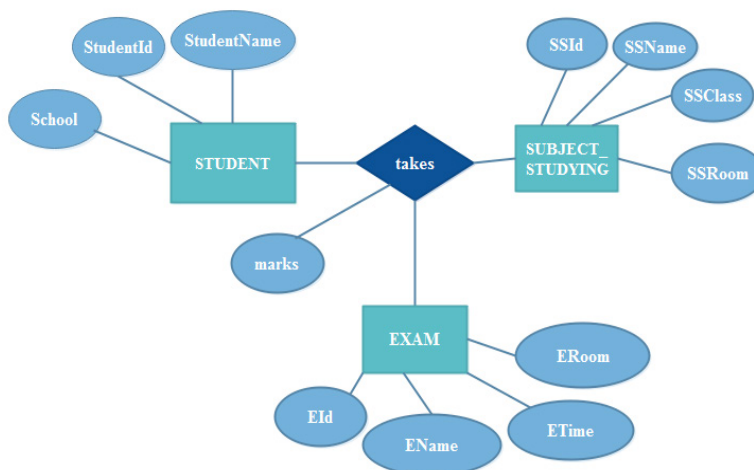 StudentId
StudentName
School
STUDENT
takes
marks
SSId
SSName
SSClass
SUBJECT_
STUDYING
SSRoom
EXAM
ERoom
EId
EName
ETime